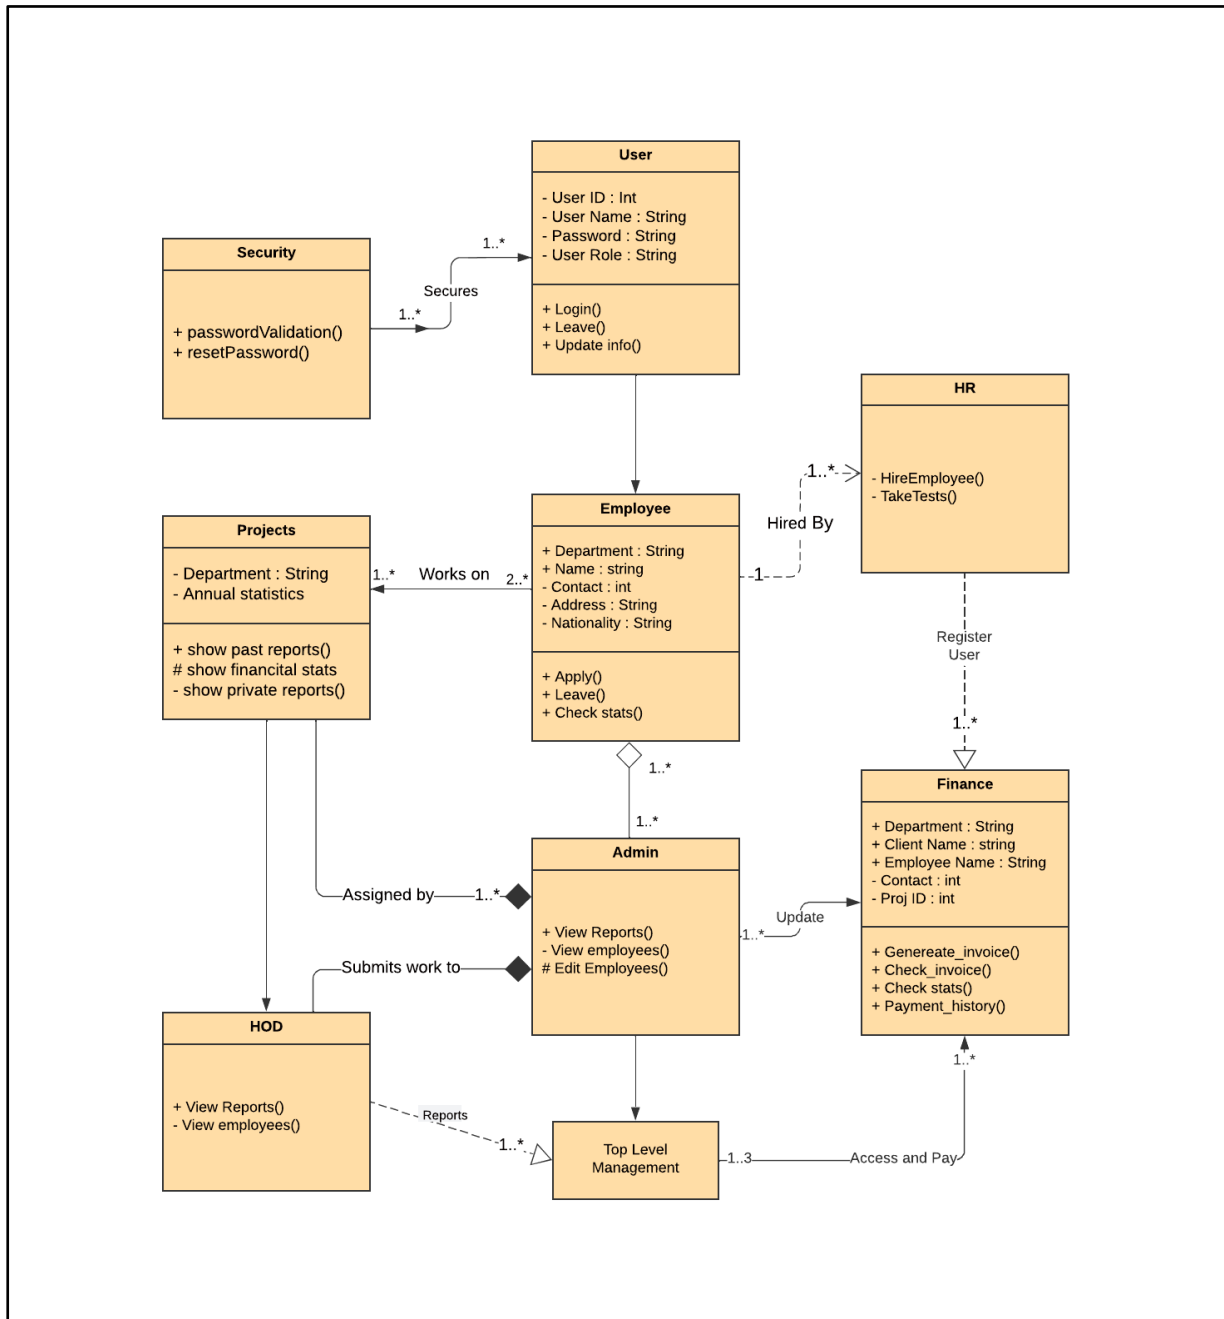 User
- User ID : Int
- User Name : String
- Password : String
- User Role : String
+ Login()
+ Leave()
+ Update info()
Security
+ passwordValidation()
+ resetPassword()
1..*
Secures
1..*
HR
- HireEmployee()
- TakeTests()
1..*
Hired By
1
Employee
+ Department : String
+ Name : string
- Contact : int
- Address : String
- Nationality : String
+ Apply()
+ Leave()
+ Check stats()
Projects
- Department : String
- Annual statistics
+ show past reports()
# show financital stats
- show private reports()
1..*
Works on
2..*
Register
User
1..*
1..*
1..*
Finance
+ Department : String
+ Client Name : string
+ Employee Name : String
- Contact : int
- Proj ID : int
+ Genereate_invoice()
+ Check_invoice()
+ Check stats()
+ Payment_history()
Admin
+ View Reports()
- View employees()
# Edit Employees()
Assigned by
1..*
Update
1..*
Submits work to
HOD
+ View Reports()
- View employees()
Reports
1..*
Top Level
Management
1..3
Access and Pay
1..*